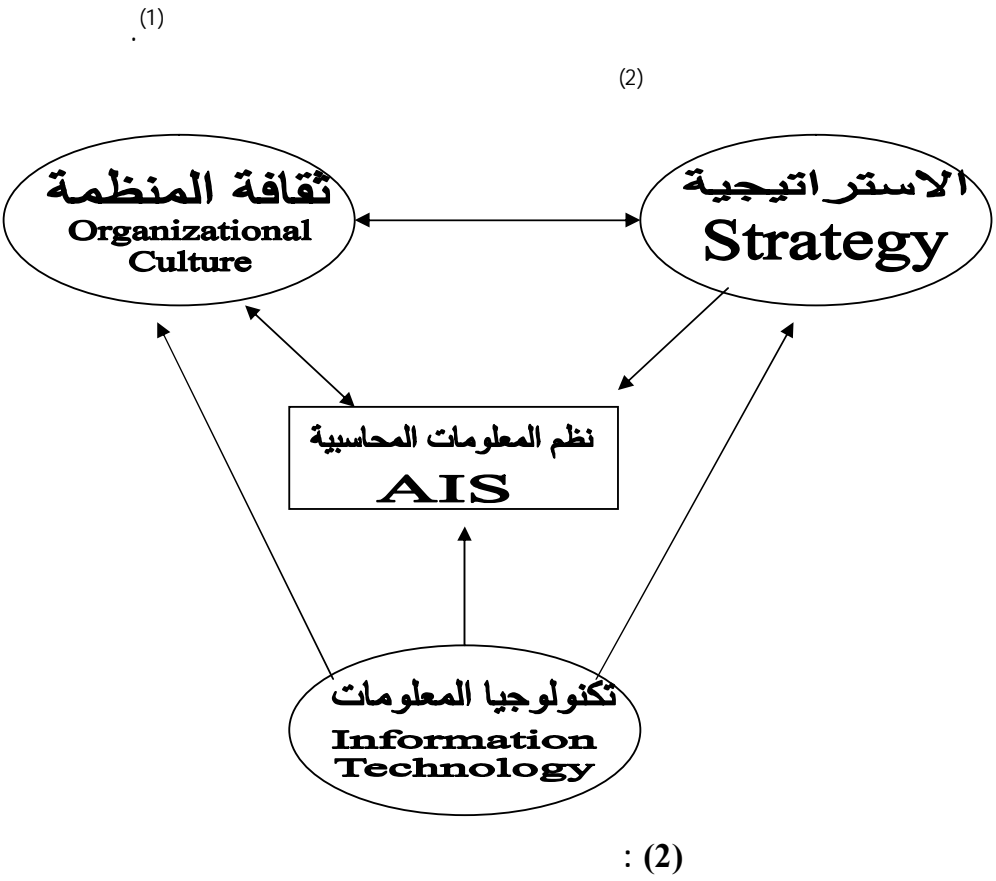 (1)
.
(2)
ثقافة المنظمة
Organizational
Culture
الاستراتيجية
Strategy
نظم المعلومات المحاسبية
AIS
تكنولوجيا المعلومات
Information
Technology
: (2)